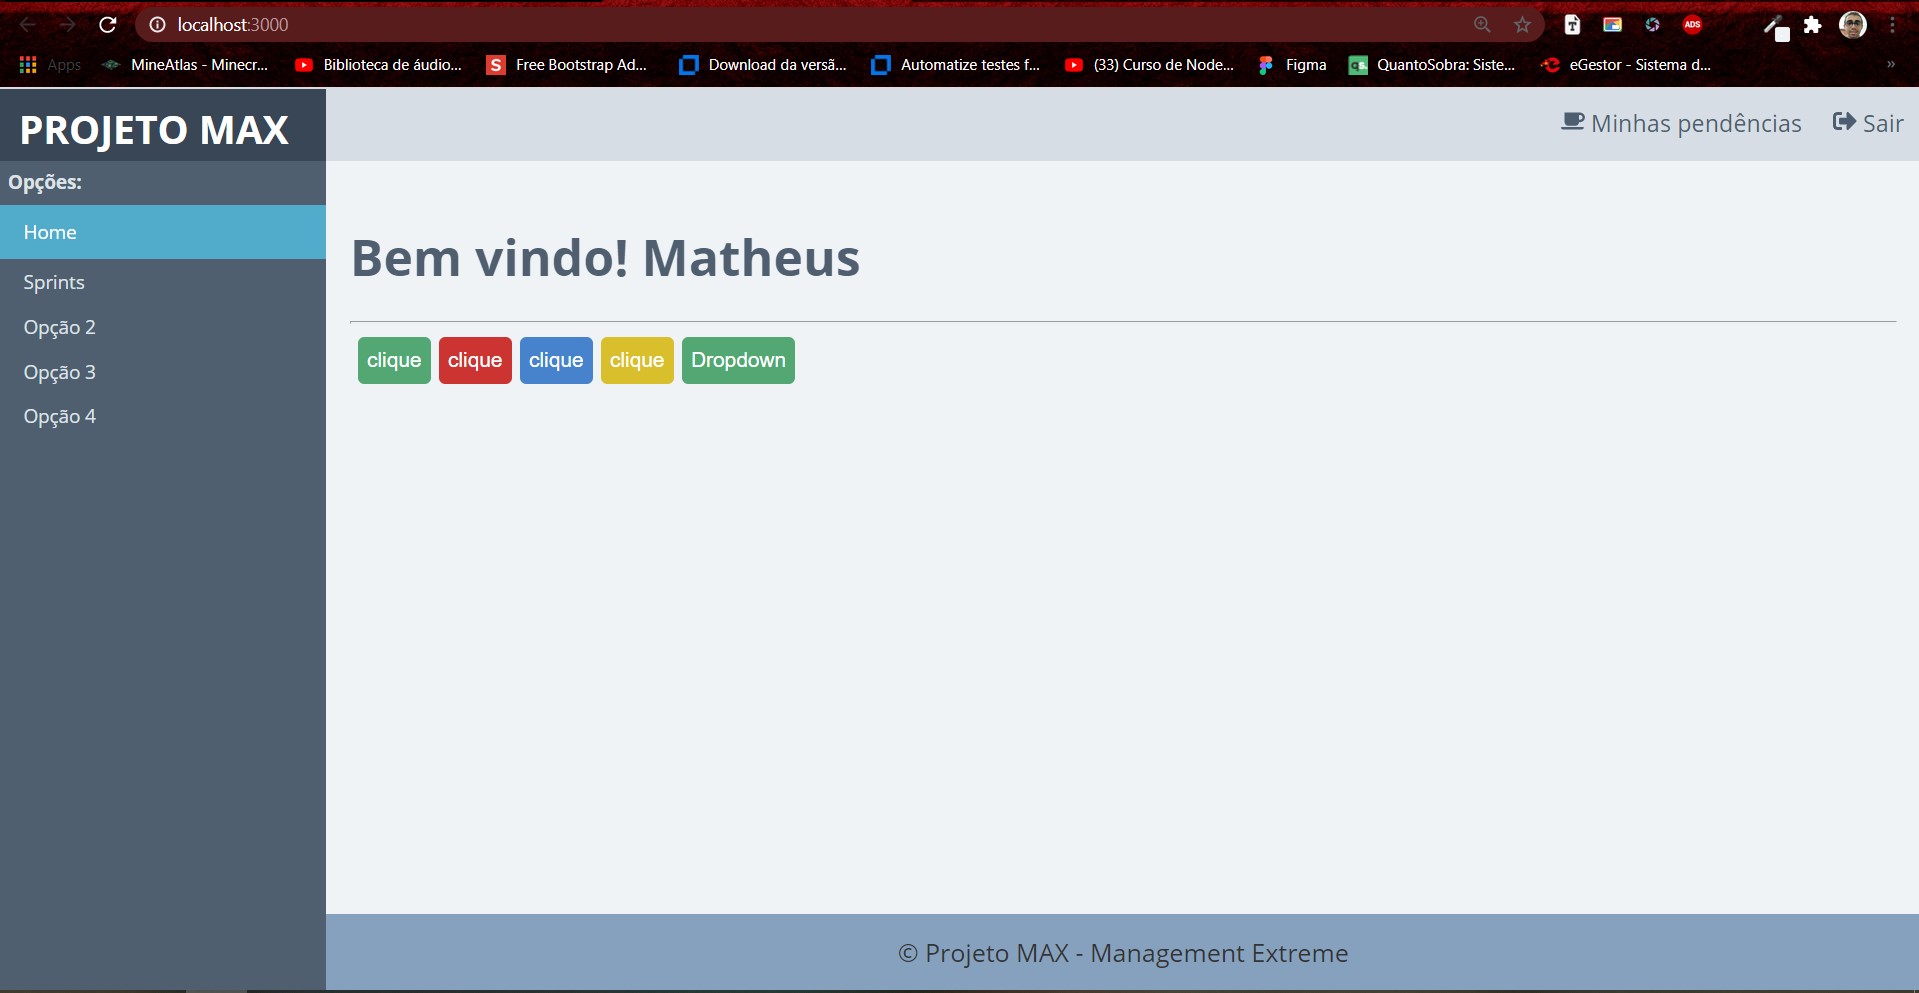 localhost:3000
ADS
Apps
MineAtlas - Minecr...
Biblioteca de áudio...
S
Free Bootstrap Ad...
Download da versã...
Automatize testes f...
(33) Curso de Node...
Figma
qs.
QuantoSobra: Siste...
eGestor - Sistema d...
»
PROJETO MAX
Minhas pendências
Sair
Opções:
Home
Sprints
Opção 2
Opção 3
Opção 4
Bem vindo! Matheus
clique
clique
clique
clique
Dropdown
© Projeto MAX - Management Extreme